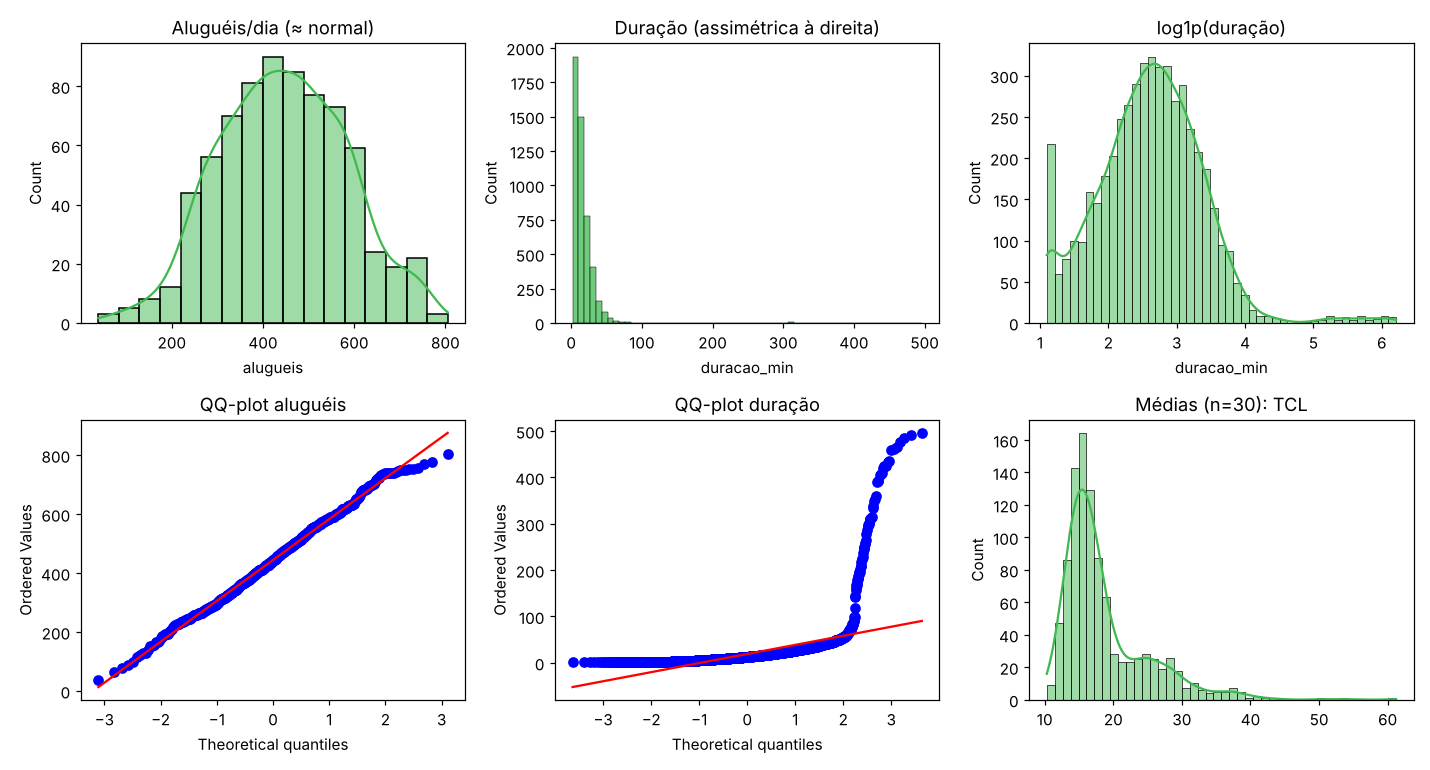 Aluguéis/dia (≈ normal)
Count
80
60
40
20
0
200 400 600 800
alugueis
Duração (assimétrica à direita)
Count
2000
1750
1500
1250
1000
750
500
250
0
0 100 200 300 400 500
duracao_min
log1p(duração)
Count
300
250
200
150
100
50
0
1 2 3 4 5 6
duracao_min
QQ-plot aluguéis
Ordered Values
800
600
400
200
0
−3 −2 −1 0 1 2 3
Theoretical quantiles
QQ-plot duração
Ordered Values
500
400
300
200
100
0
−3 −2 −1 0 1 2 3
Theoretical quantiles
Médias (n=30): TCL
Count
160
140
120
100
80
60
40
20
0
10 20 30 40 50 60